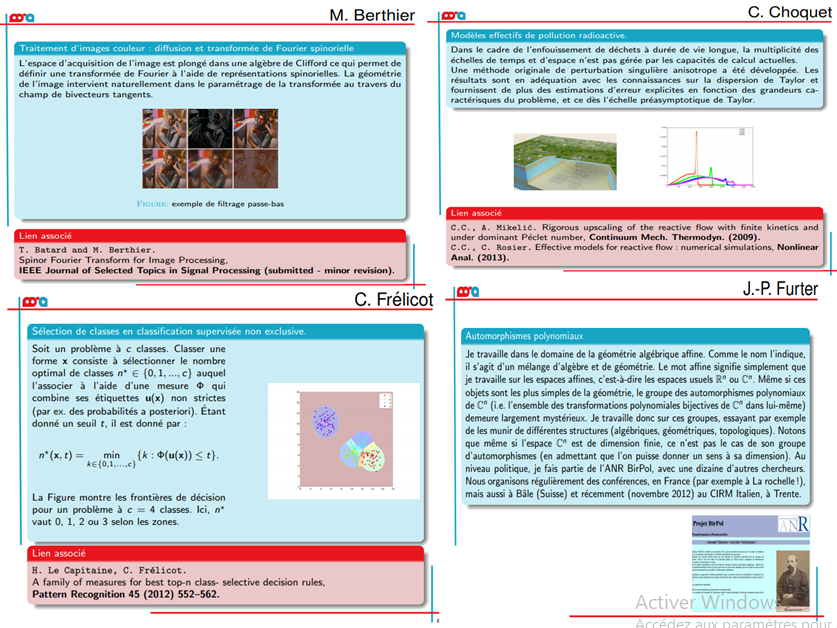 M. Berthier
Traitement d'images couleur : diffusion et transformée de Fourier spinorielle
L'espace d'acquisition de l'image est plongé dans une algèbre de Clifford ce qui permet de
définir une transformée de Fourier à l'aide de représentations spinorielles. La géométrie
de l'image intervient naturellement dans le paramétrage de la transformée au travers du
champ de bivecteurs tangents.
FIGURE: exemple de filtrage passe-bas
Lien associé
T. Batard and M. Berthier.
Spinor Fourier Transform for Image Processing,
IEEE Journal of Selected Topics in Signal Processing (submitted - minor revision).
C. Choquet
Modèles effectifs de pollution radioactive.
Dans le cadre de l'enfouissement de déchets à durée de vie longue, la multiplicité des
échelles de temps et d'espace n'est pas gérée par les capacités de calcul actuelles.
Une méthode originale de perturbation singulière anisotrope a été développée. Les
résultats sont en adéquation avec les connaissances sur la dispersion de Taylor et
fournissent de plus des estimations d'erreur explicites en fonction des grandeurs ca-
ractérisques du problème, et ce dès l'échelle préasymptotique de Taylor.
Lien associé
C.C., A. Mikelić. Rigorous upscaling of the reactive flow with finite kinetics and
under dominant Péclet number, Continuum Mech. Thermodyn. (2009).
C.C., C. Rosier. Effective models for reactive flow : numerical simulations, Nonlinear
Anal. (2013).
C. Frélicot
Sélection de classes en classification supervisée non exclusive.
Soit un problème à c classes. Classer une
forme x consiste à sélectionner le nombre
optimal de classes n* ∈ {0, 1, ..., c} auquel
l'associer à l'aide d'une mesure Φ qui
combine ses étiquettes u(x) non strictes
(par ex. des probabilités a posteriori). Étant
donné un seuil t, il est donné par :
n*(x, t) = min {k : Φ(u(x)) ≤ t}.
k∈{0,1,...,c}
La Figure montre les frontières de décision
pour un problème à c = 4 classes. Ici, n*
vaut 0, 1, 2 ou 3 selon les zones.
Lien associé
H. Le Capitaine, C. Frélicot.
A family of measures for best top-n class- selective decision rules,
Pattern Recognition 45 (2012) 552–562.
J.-P. Furter
Automorphismes polynomiaux
Je travaille dans le domaine de la géométrie algébrique affine. Comme le nom l'indique,
il s'agit d'un mélange d'algèbre et de géométrie. Le mot affine signifie simplement que
je travaille sur les espaces affines, c'est-à-dire les espaces usuels ℝⁿ ou ℂⁿ. Même si ces
objets sont les plus simples de la géométrie, le groupe des automorphismes polynomiaux
de ℂⁿ (i.e. l'ensemble des transformations polynomiales bijectives de ℂⁿ dans lui-même)
demeure largement mystérieux. Je travaille donc sur ces groupes, essayant par exemple
de les munir de différentes structures (algébriques, géométriques, topologiques). Notons
que même si l'espace ℂⁿ est de dimension finie, ce n'est pas le cas de son groupe
d'automorphismes (en admettant que l'on puisse donner un sens à sa dimension). Au
niveau politique, je fais partie de l'ANR BirPol, avec une dizaine d'autres chercheurs.
Nous organisons régulièrement des conférences, en France (par exemple à La rochelle !),
mais aussi à Bâle (Suisse) et récemment (novembre 2012) au CIRM Italien, à Trente.
Projet BirPol
ANR
Activer Windows
Accédez aux paramètres pour